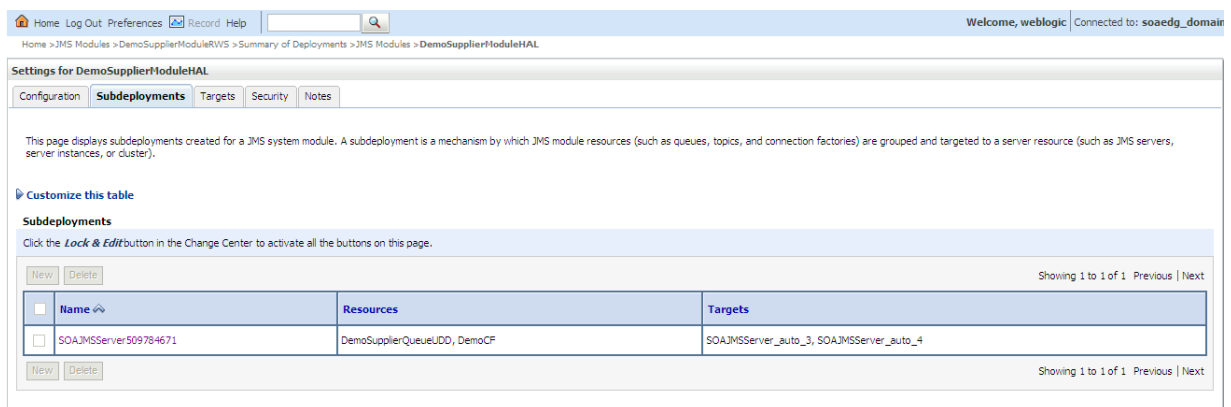 Home Log Out Preferences Record Help Welcome, weblogic Connected to: soaedg_domain
Home >JMS Modules >DemoSupplierModuleRWS >Summary of Deployments >JMS Modules >DemoSupplierModuleHAL
Settings for DemoSupplierModuleHAL
Configuration Subdeployments Targets Security Notes
This page displays subdeployments created for a JMS system module. A subdeployment is a mechanism by which JMS module resources (such as queues, topics, and connection factories) are grouped and targeted to a server resource (such as JMS servers,
server instances, or cluster).
Customize this table
Subdeployments
Click the Lock & Edit button in the Change Center to activate all the buttons on this page.
New Delete Showing 1 to 1 of 1 Previous | Next
Name Resources Targets
SOAJMSServer509784671 DemoSupplierQueueUDD, DemoCF SOAJMSServer_auto_3, SOAJMSServer_auto_4
New Delete Showing 1 to 1 of 1 Previous | Next